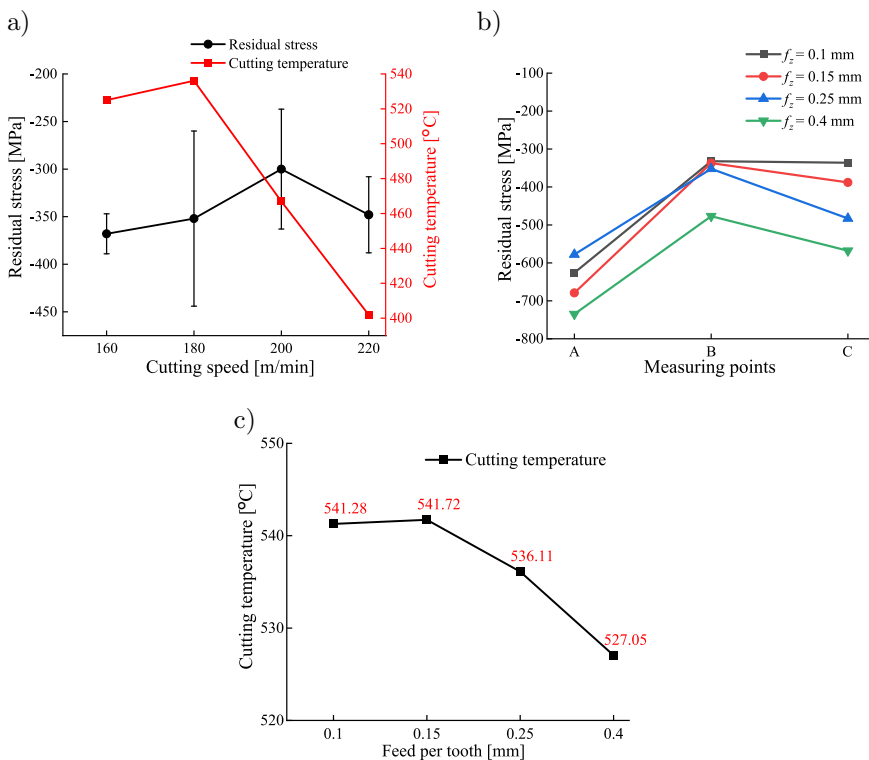 a)
Residual stress
Cutting temperature
-200
-250
-300
-350
-400
-450
Residual stress [MPa]
540
520
500
480
460
440
420
400
Cutting temperature [°C]
160
180
200
220
Cutting speed [m/min]
b)
f_z = 0.1 mm
f_z = 0.15 mm
f_z = 0.25 mm
f_z = 0.4 mm
-100
-200
-300
-400
-500
-600
-700
-800
Residual stress [MPa]
A
B
C
Measuring points
c)
Cutting temperature
550
540
530
520
Cutting temperature [°C]
541.28
541.72
536.11
527.05
0.1
0.15
0.25
0.4
Feed per tooth [mm]